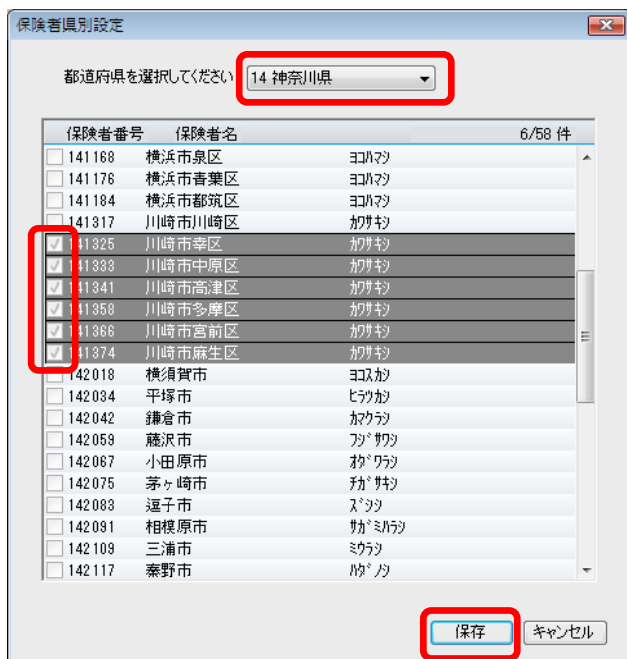 保険者県別設定
都道府県を選択してください 14 神奈川県
保険者番号 保険者名 6/58 件
141168 横浜市泉区 ﾖｺﾊﾏｼ
141176 横浜市青葉区 ﾖｺﾊﾏｼ
141184 横浜市都筑区 ﾖｺﾊﾏｼ
141317 川崎市川崎区 ｶﾜｻｷｼ
141325 川崎市幸区 ｶﾜｻｷｼ
141333 川崎市中原区 ｶﾜｻｷｼ
141341 川崎市高津区 ｶﾜｻｷｼ
141358 川崎市多摩区 ｶﾜｻｷｼ
141366 川崎市宮前区 ｶﾜｻｷｼ
141374 川崎市麻生区 ｶﾜｻｷｼ
142018 横須賀市 ﾖｺｽｶｼ
142034 平塚市 ﾋﾗﾂｶｼ
142042 鎌倉市 ｶﾏｸﾗｼ
142059 藤沢市 ﾌｼﾞｻﾜｼ
142067 小田原市 ｵﾀﾞﾜﾗｼ
142075 茅ヶ崎市 ﾁｶﾞｻｷｼ
142083 逗子市 ｽﾞｼｼ
142091 相模原市 ｻｶﾞﾐﾊﾗｼ
142109 三浦市 ﾐｳﾗｼ
142117 秦野市 ﾊﾀﾞﾉｼ
保存 キャンセル